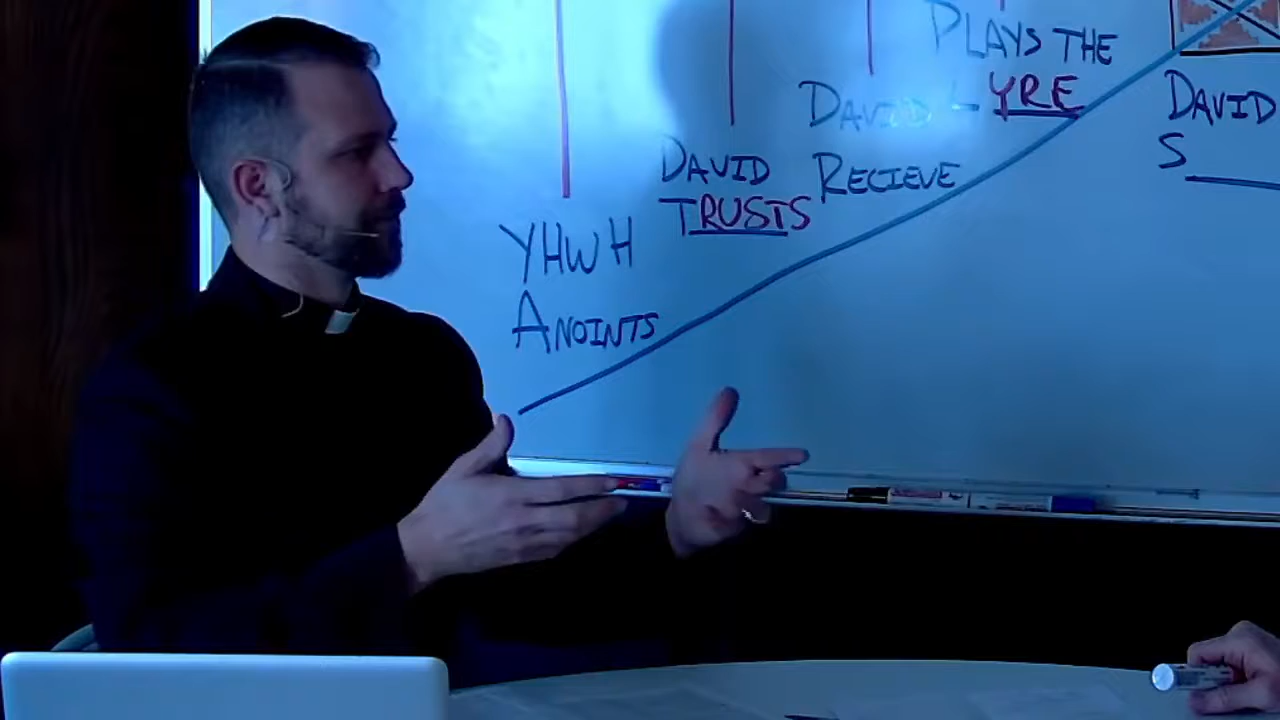 YHWH
ANOINTS
DAVID
TRUSTS
DAVID
RECIEVE
PLAYS THE
LYRE
DAVID
S